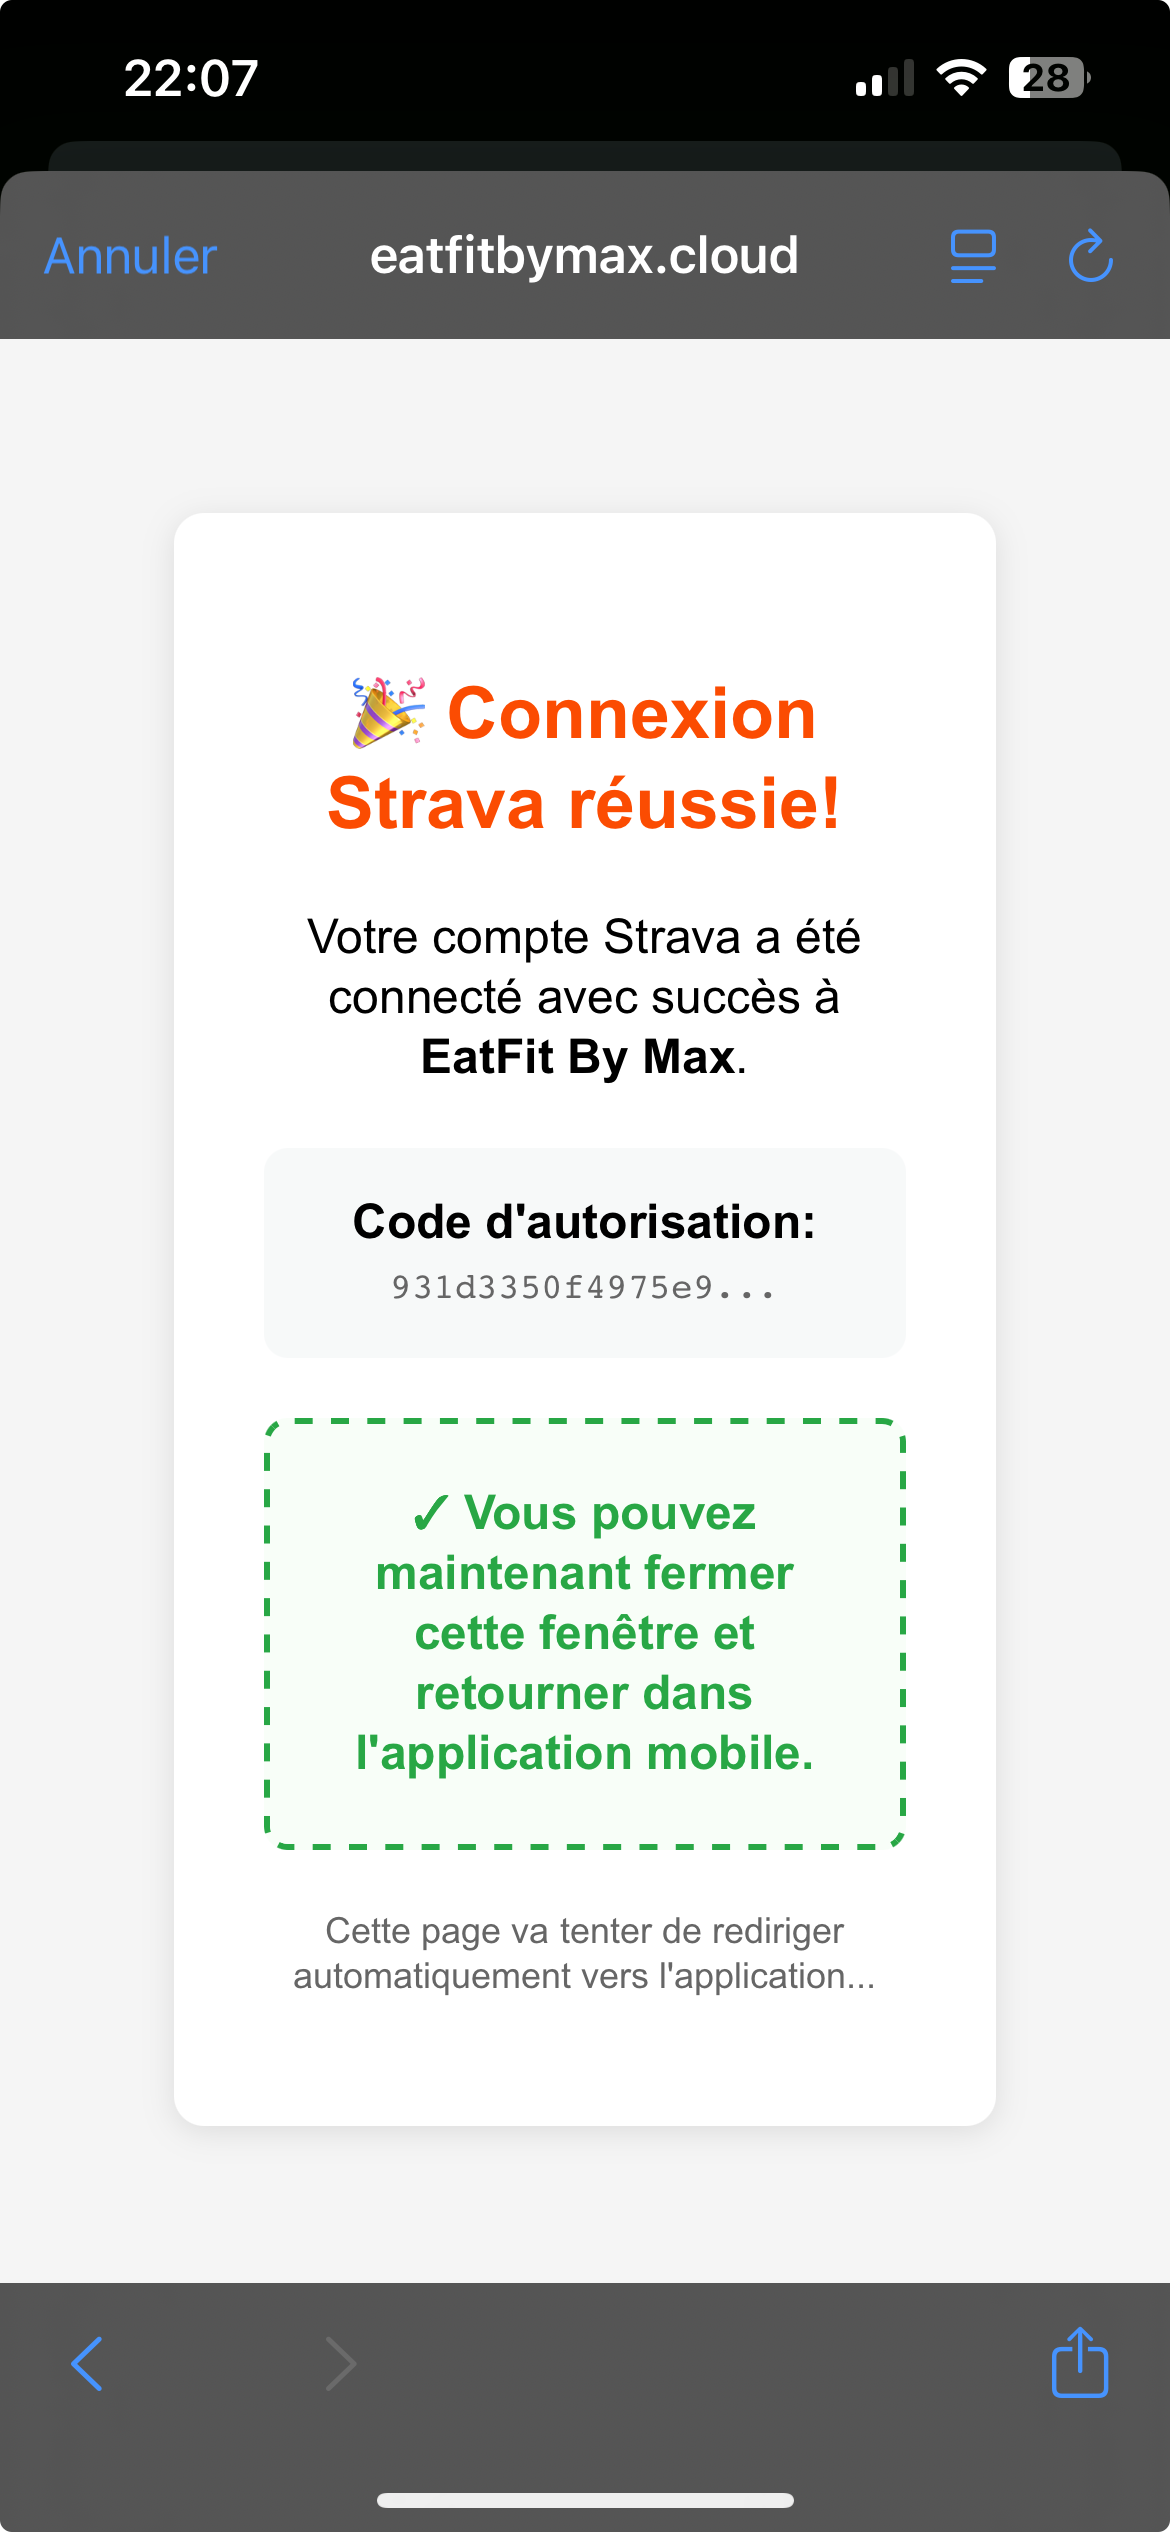 22:07
28
Annuler
eatfitbymax.cloud
🎉 Connexion
Strava réussie!
Votre compte Strava a été
connecté avec succès à
EatFit By Max.
Code d'autorisation:
931d3350f4975e9...
✓ Vous pouvez
maintenant fermer
cette fenêtre et
retourner dans
l'application mobile.
Cette page va tenter de rediriger
automatiquement vers l'application...